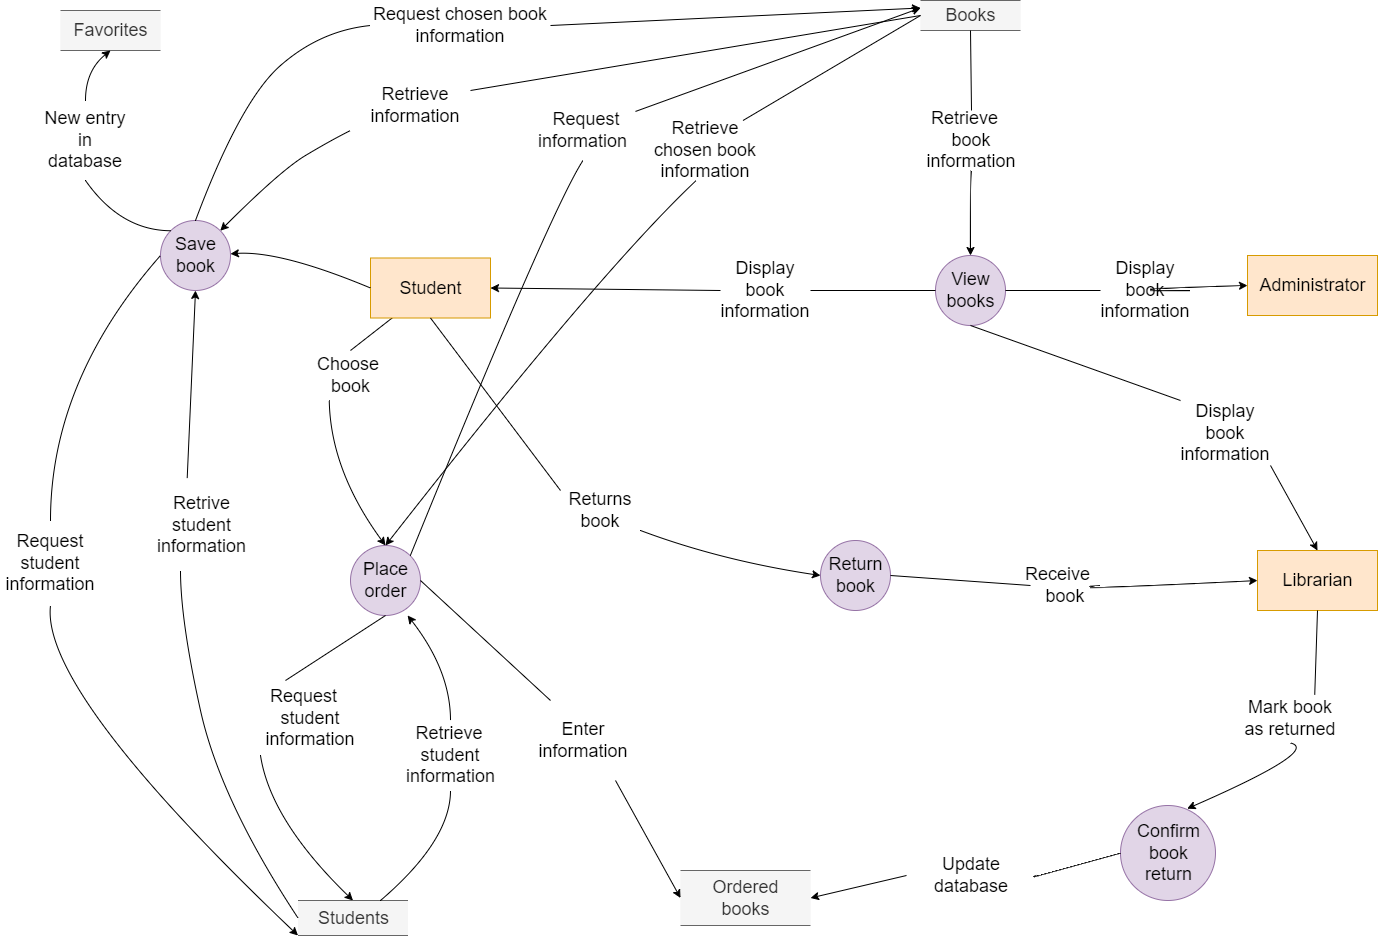 Request chosen book
information
Books
Favorites
Retrieve
information
New entry
in
database
Request
information
Retrieve
chosen book
information
Retrieve
book
information
Save
book
Student
Display
book
information
View
books
Display
book
information
Administrator
Choose
book
Display
book
information
Returns
book
Retrive
student
information
Request
student
information
Place
order
Return
book
Receive
book
Librarian
Request
student
information
Retrieve
student
information
Enter
information
Mark book
as returned
Confirm
book
return
Update
database
Ordered
books
Students